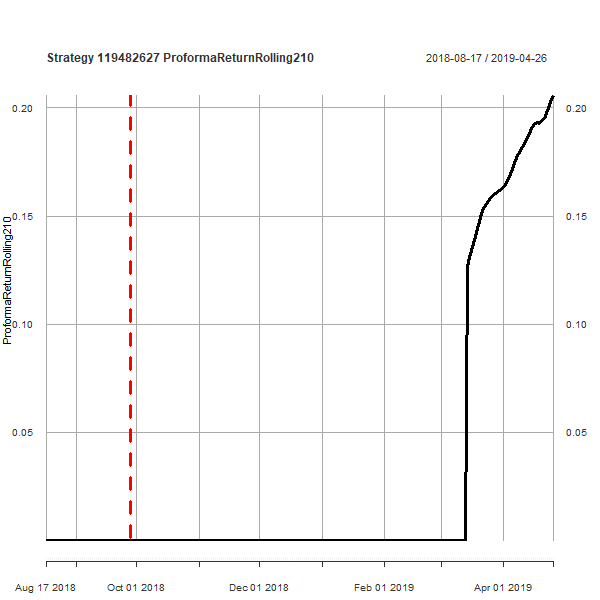 Strategy 119482627 ProformaReturnRolling210
2018-08-17 / 2019-04-26
ProformaReturnRolling210
0.20
0.20
0.15
0.15
0.10
0.10
0.05
0.05
Aug 17 2018
Oct 01 2018
Dec 01 2018
Feb 01 2019
Apr 01 2019